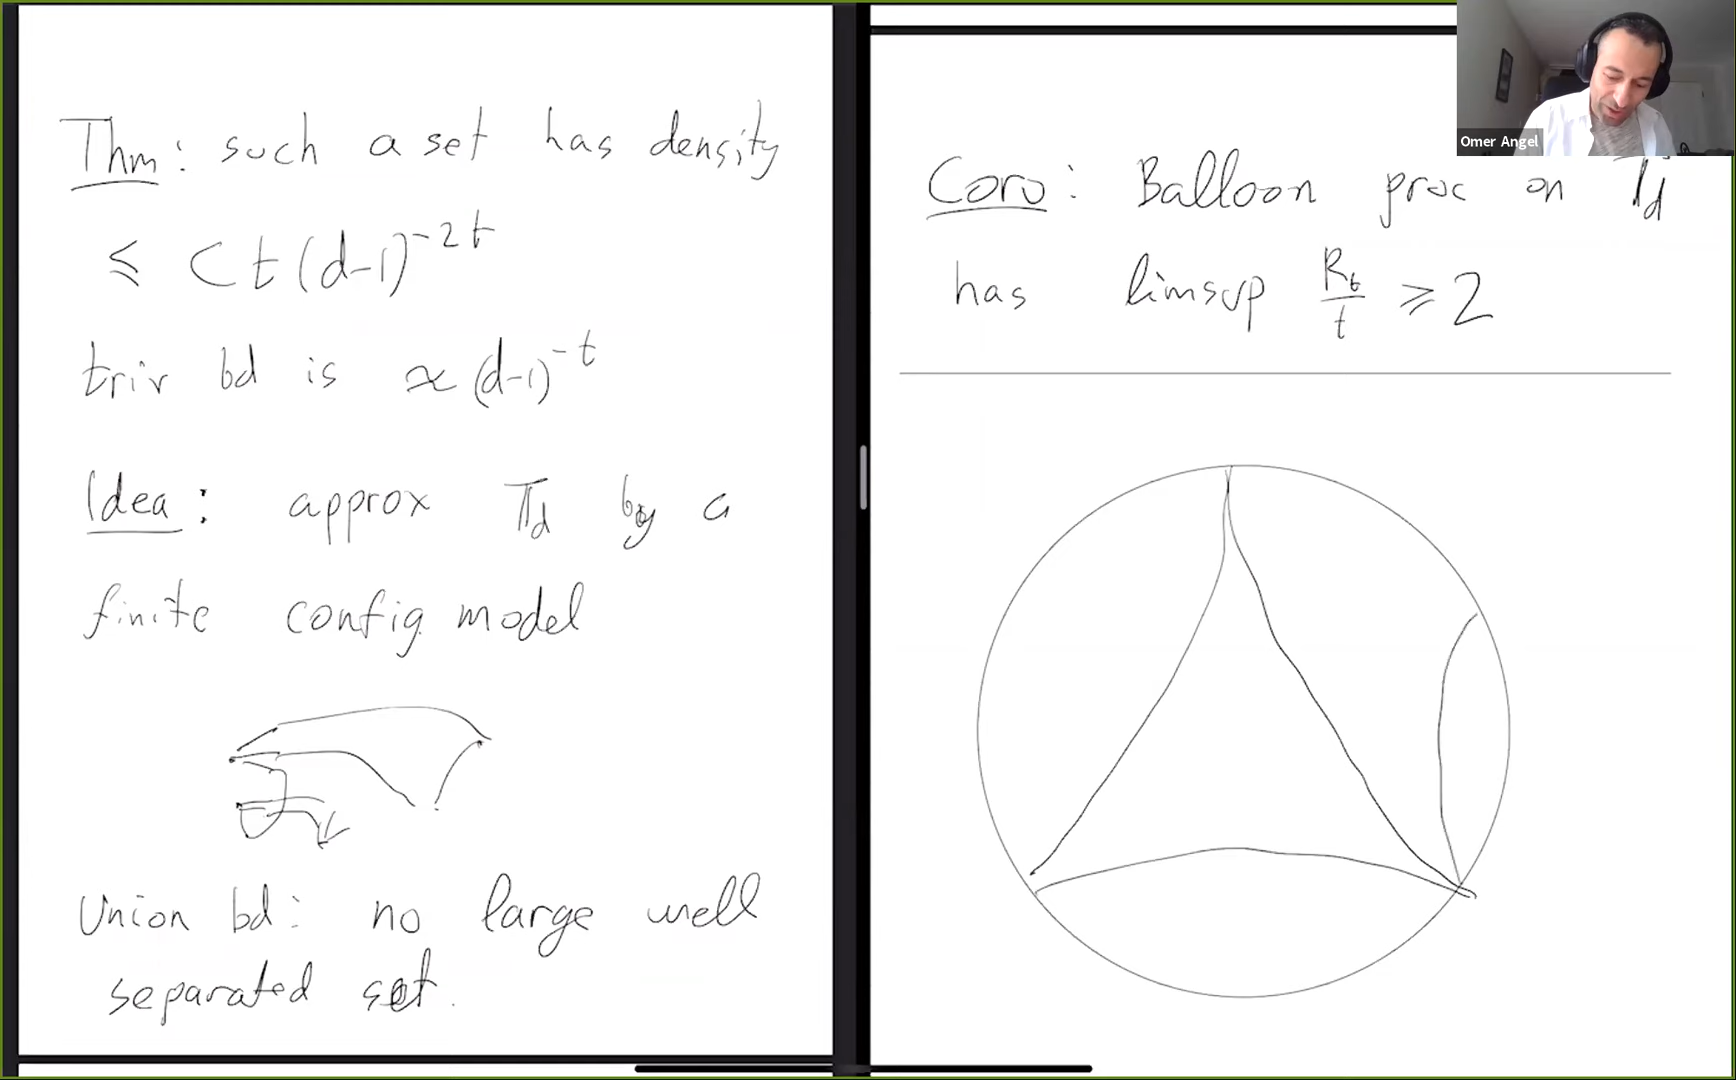 Thm: such a set has density
≤ Ct(d-1)^{-2t}
triv bd is ≈ (d-1)^{-t}
Idea: approx 𝕋_d by a
finite config model
Union bd: no large well
separated set.
Omer Angel
Coro: Balloon proc on 𝕋_d
has limsup R_t/t ≥ 2